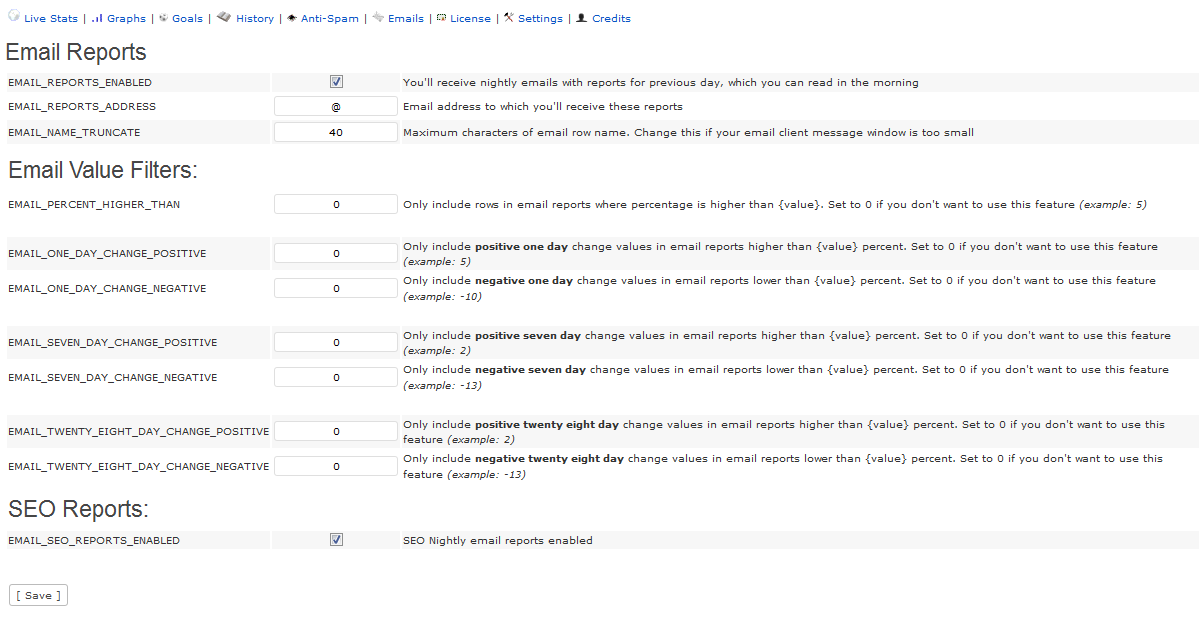 Live Stats | Graphs | Goals | History | Anti-Spam | Emails | License | Settings | Credits
Email Reports
EMAIL_REPORTS_ENABLED You'll receive nightly emails with reports for previous day, which you can read in the morning
EMAIL_REPORTS_ADDRESS @ Email address to which you'll receive these reports
EMAIL_NAME_TRUNCATE 40 Maximum characters of email row name. Change this if your email client message window is too small
Email Value Filters:
EMAIL_PERCENT_HIGHER_THAN 0 Only include rows in email reports where percentage is higher than {value}. Set to 0 if you don't want to use this feature (example: 5)
EMAIL_ONE_DAY_CHANGE_POSITIVE 0 Only include positive one day change values in email reports higher than {value} percent. Set to 0 if you don't want to use this feature
(example: 5)
EMAIL_ONE_DAY_CHANGE_NEGATIVE 0 Only include negative one day change values in email reports lower than {value} percent. Set to 0 if you don't want to use this feature
(example: -10)
EMAIL_SEVEN_DAY_CHANGE_POSITIVE 0 Only include positive seven day change values in email reports higher than {value} percent. Set to 0 if you don't want to use this feature
(example: 2)
EMAIL_SEVEN_DAY_CHANGE_NEGATIVE 0 Only include negative seven day change values in email reports lower than {value} percent. Set to 0 if you don't want to use this feature
(example: -13)
EMAIL_TWENTY_EIGHT_DAY_CHANGE_POSITIVE 0 Only include positive twenty eight day change values in email reports higher than {value} percent. Set to 0 if you don't want to use this
feature (example: 2)
EMAIL_TWENTY_EIGHT_DAY_CHANGE_NEGATIVE 0 Only include negative twenty eight day change values in email reports lower than {value} percent. Set to 0 if you don't want to use this
feature (example: -13)
SEO Reports:
EMAIL_SEO_REPORTS_ENABLED SEO Nightly email reports enabled
[ Save ]